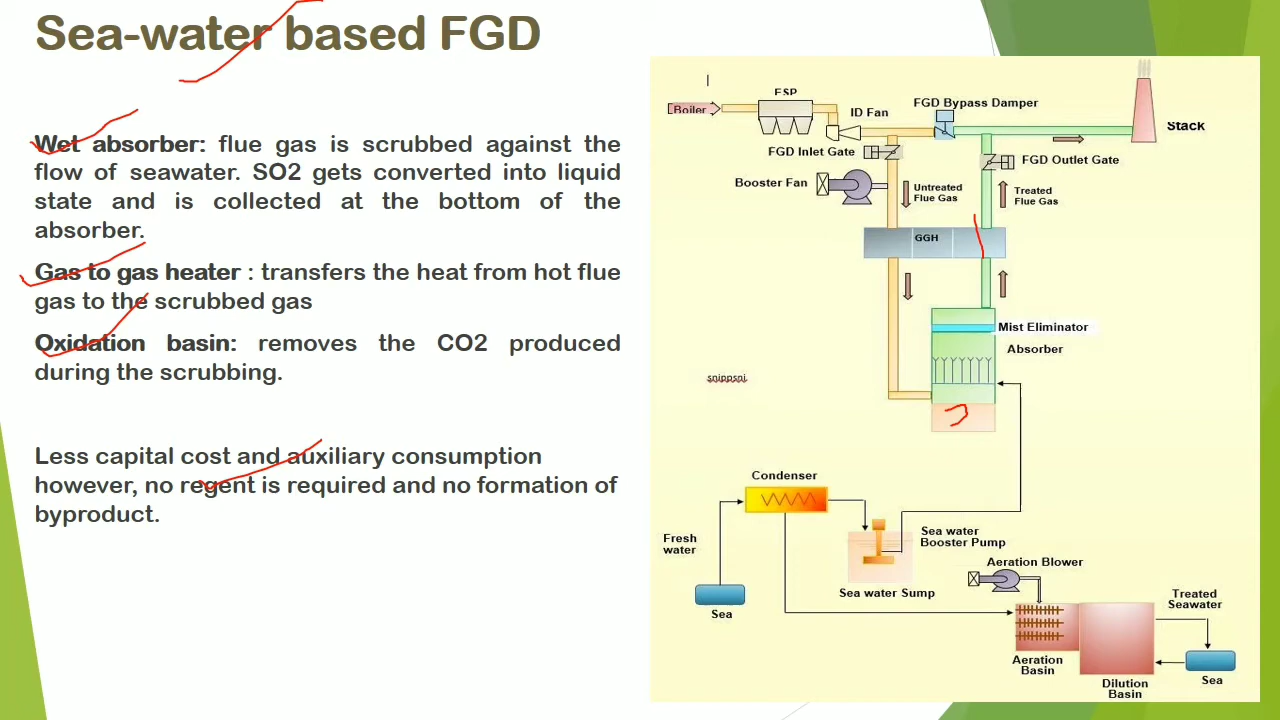 Sea-water based FGD
Wet absorber: flue gas is scrubbed against the
flow of seawater. SO2 gets converted into liquid
state and is collected at the bottom of the
absorber.
Gas to gas heater : transfers the heat from hot flue
gas to the scrubbed gas
Oxidation basin: removes the CO2 produced
during the scrubbing.
Less capital cost and auxiliary consumption
however, no regent is required and no formation of
byproduct.
Boiler
ESP
ID Fan
FGD Bypass Damper
Stack
FGD Inlet Gate
FGD Outlet Gate
Booster Fan
Untreated
Flue Gas
Treated
Flue Gas
GGH
Mist Eliminator
Absorber
snippsni
Condenser
Fresh
water
Sea water
Booster Pump
Sea
Sea water Sump
Aeration Blower
Treated
Seawater
Aeration
Basin
Dilution
Basin
Sea